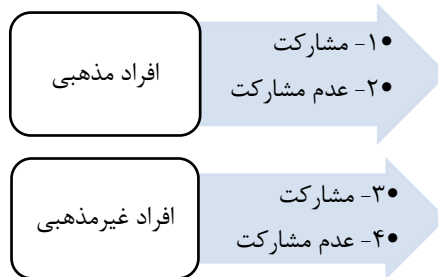 افراد مذهبی
•۱- مشارکت
•۲- عدم مشارکت
افراد غیرمذهبی
•۳- مشارکت
•۴- عدم مشارکت